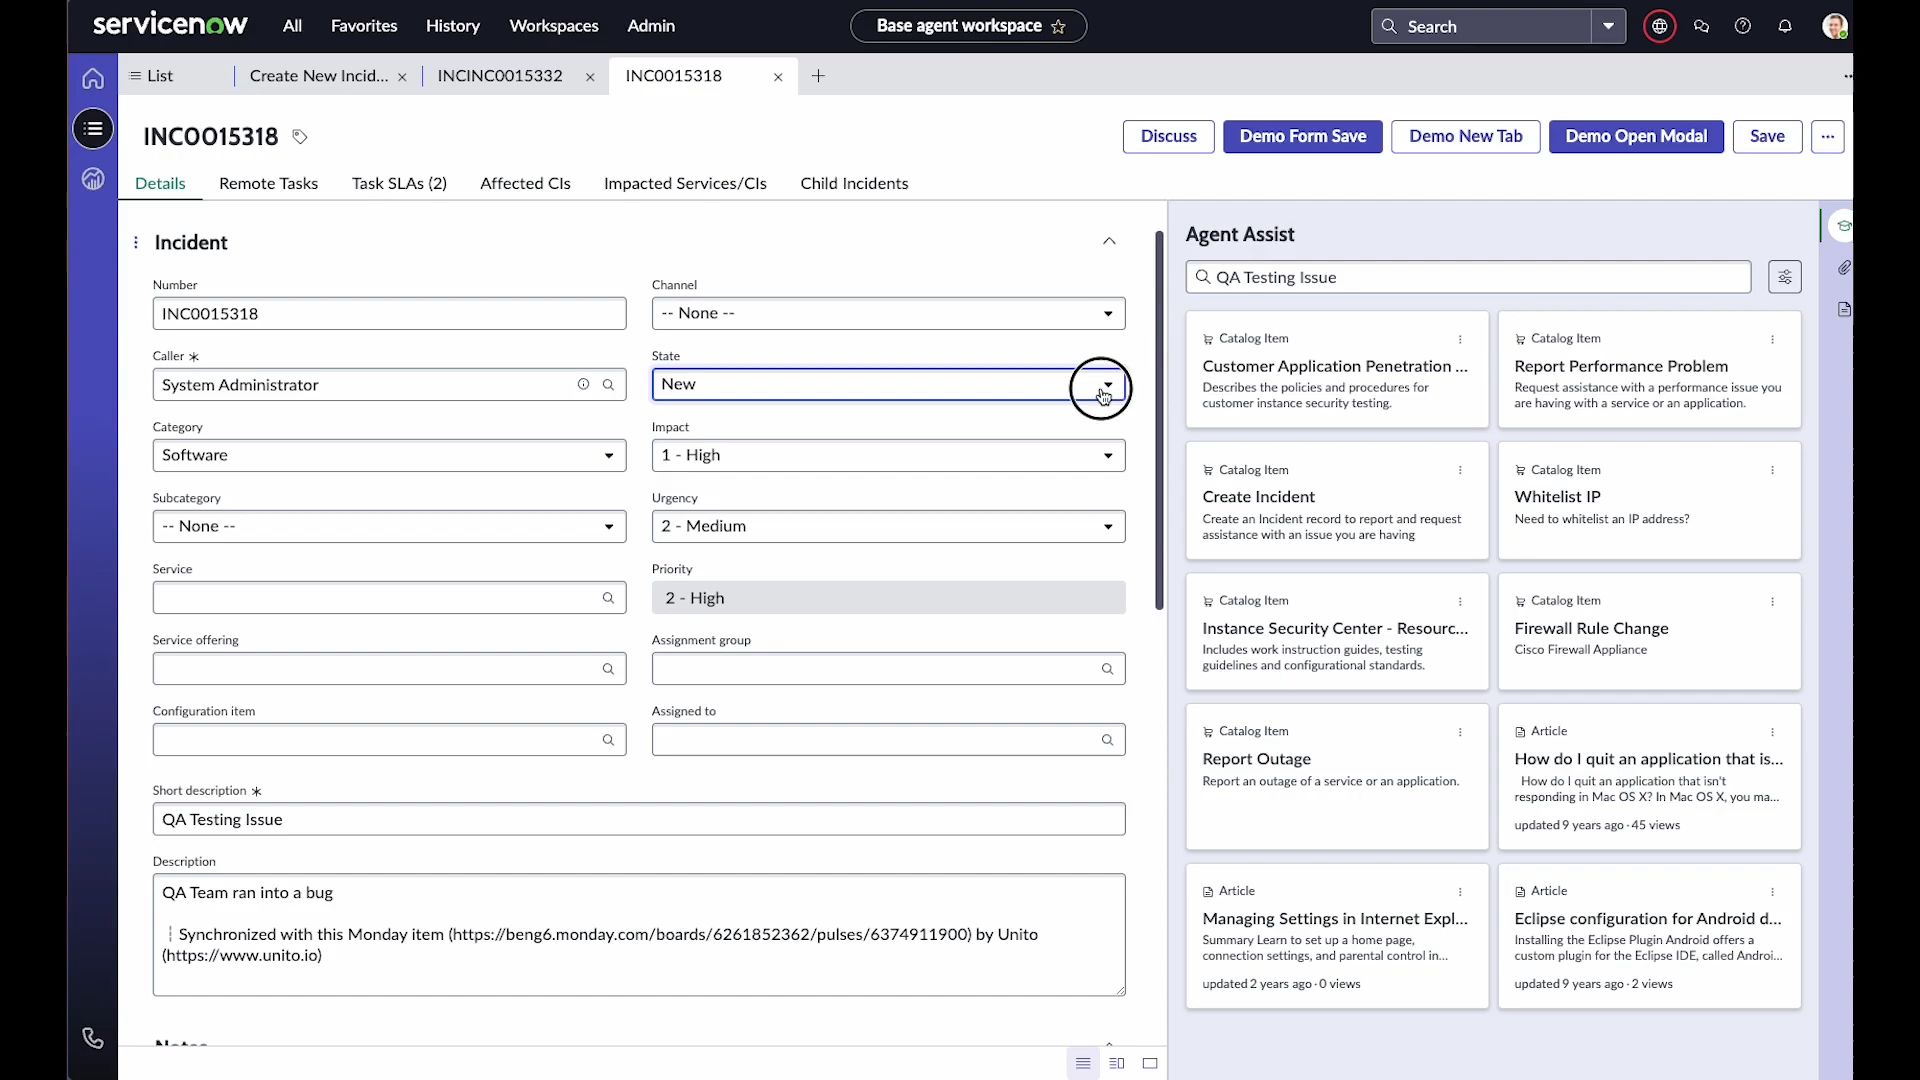 servicenow
All
Favorites
History
Workspaces
Admin
Base agent workspace
Search
List
Create New Incid...
INCINC0015332
INC0015318
INC0015318
Discuss
Demo Form Save
Demo New Tab
Demo Open Modal
Save
Details
Remote Tasks
Task SLAs (2)
Affected CIs
Impacted Services/CIs
Child Incidents
Incident
Number
INC0015318
Channel
-- None --
Caller
System Administrator
State
New
Category
Software
Impact
1 - High
Subcategory
-- None --
Urgency
2 - Medium
Service
Priority
2 - High
Service offering
Assignment group
Configuration item
Assigned to
Short description
QA Testing Issue
Description
QA Team ran into a bug
Synchronized with this Monday item (https://beng6.monday.com/boards/6261852362/pulses/6374911900) by Unito
(https://www.unito.io)
Agent Assist
QA Testing Issue
Catalog Item
Customer Application Penetration ...
Describes the policies and procedures for
customer instance security testing.
Catalog Item
Report Performance Problem
Request assistance with a performance issue you
are having with a service or an application.
Catalog Item
Create Incident
Create an Incident record to report and request
assistance with an issue you are having
Catalog Item
Whitelist IP
Need to whitelist an IP address?
Catalog Item
Instance Security Center - Resourc...
Includes work instruction guides, testing
guidelines and configurational standards.
Catalog Item
Firewall Rule Change
Cisco Firewall Appliance
Catalog Item
Report Outage
Report an outage of a service or an application.
Article
How do I quit an application that is...
How do I quit an application that isn't
responding in Mac OS X? In Mac OS X, you ma...
updated 9 years ago · 45 views
Article
Managing Settings in Internet Expl...
Summary Learn to set up a home page,
connection settings, and parental control in...
updated 2 years ago · 0 views
Article
Eclipse configuration for Android d...
Installing the Eclipse Plugin Android offers a
custom plugin for the Eclipse IDE, called Androi...
updated 9 years ago · 2 views